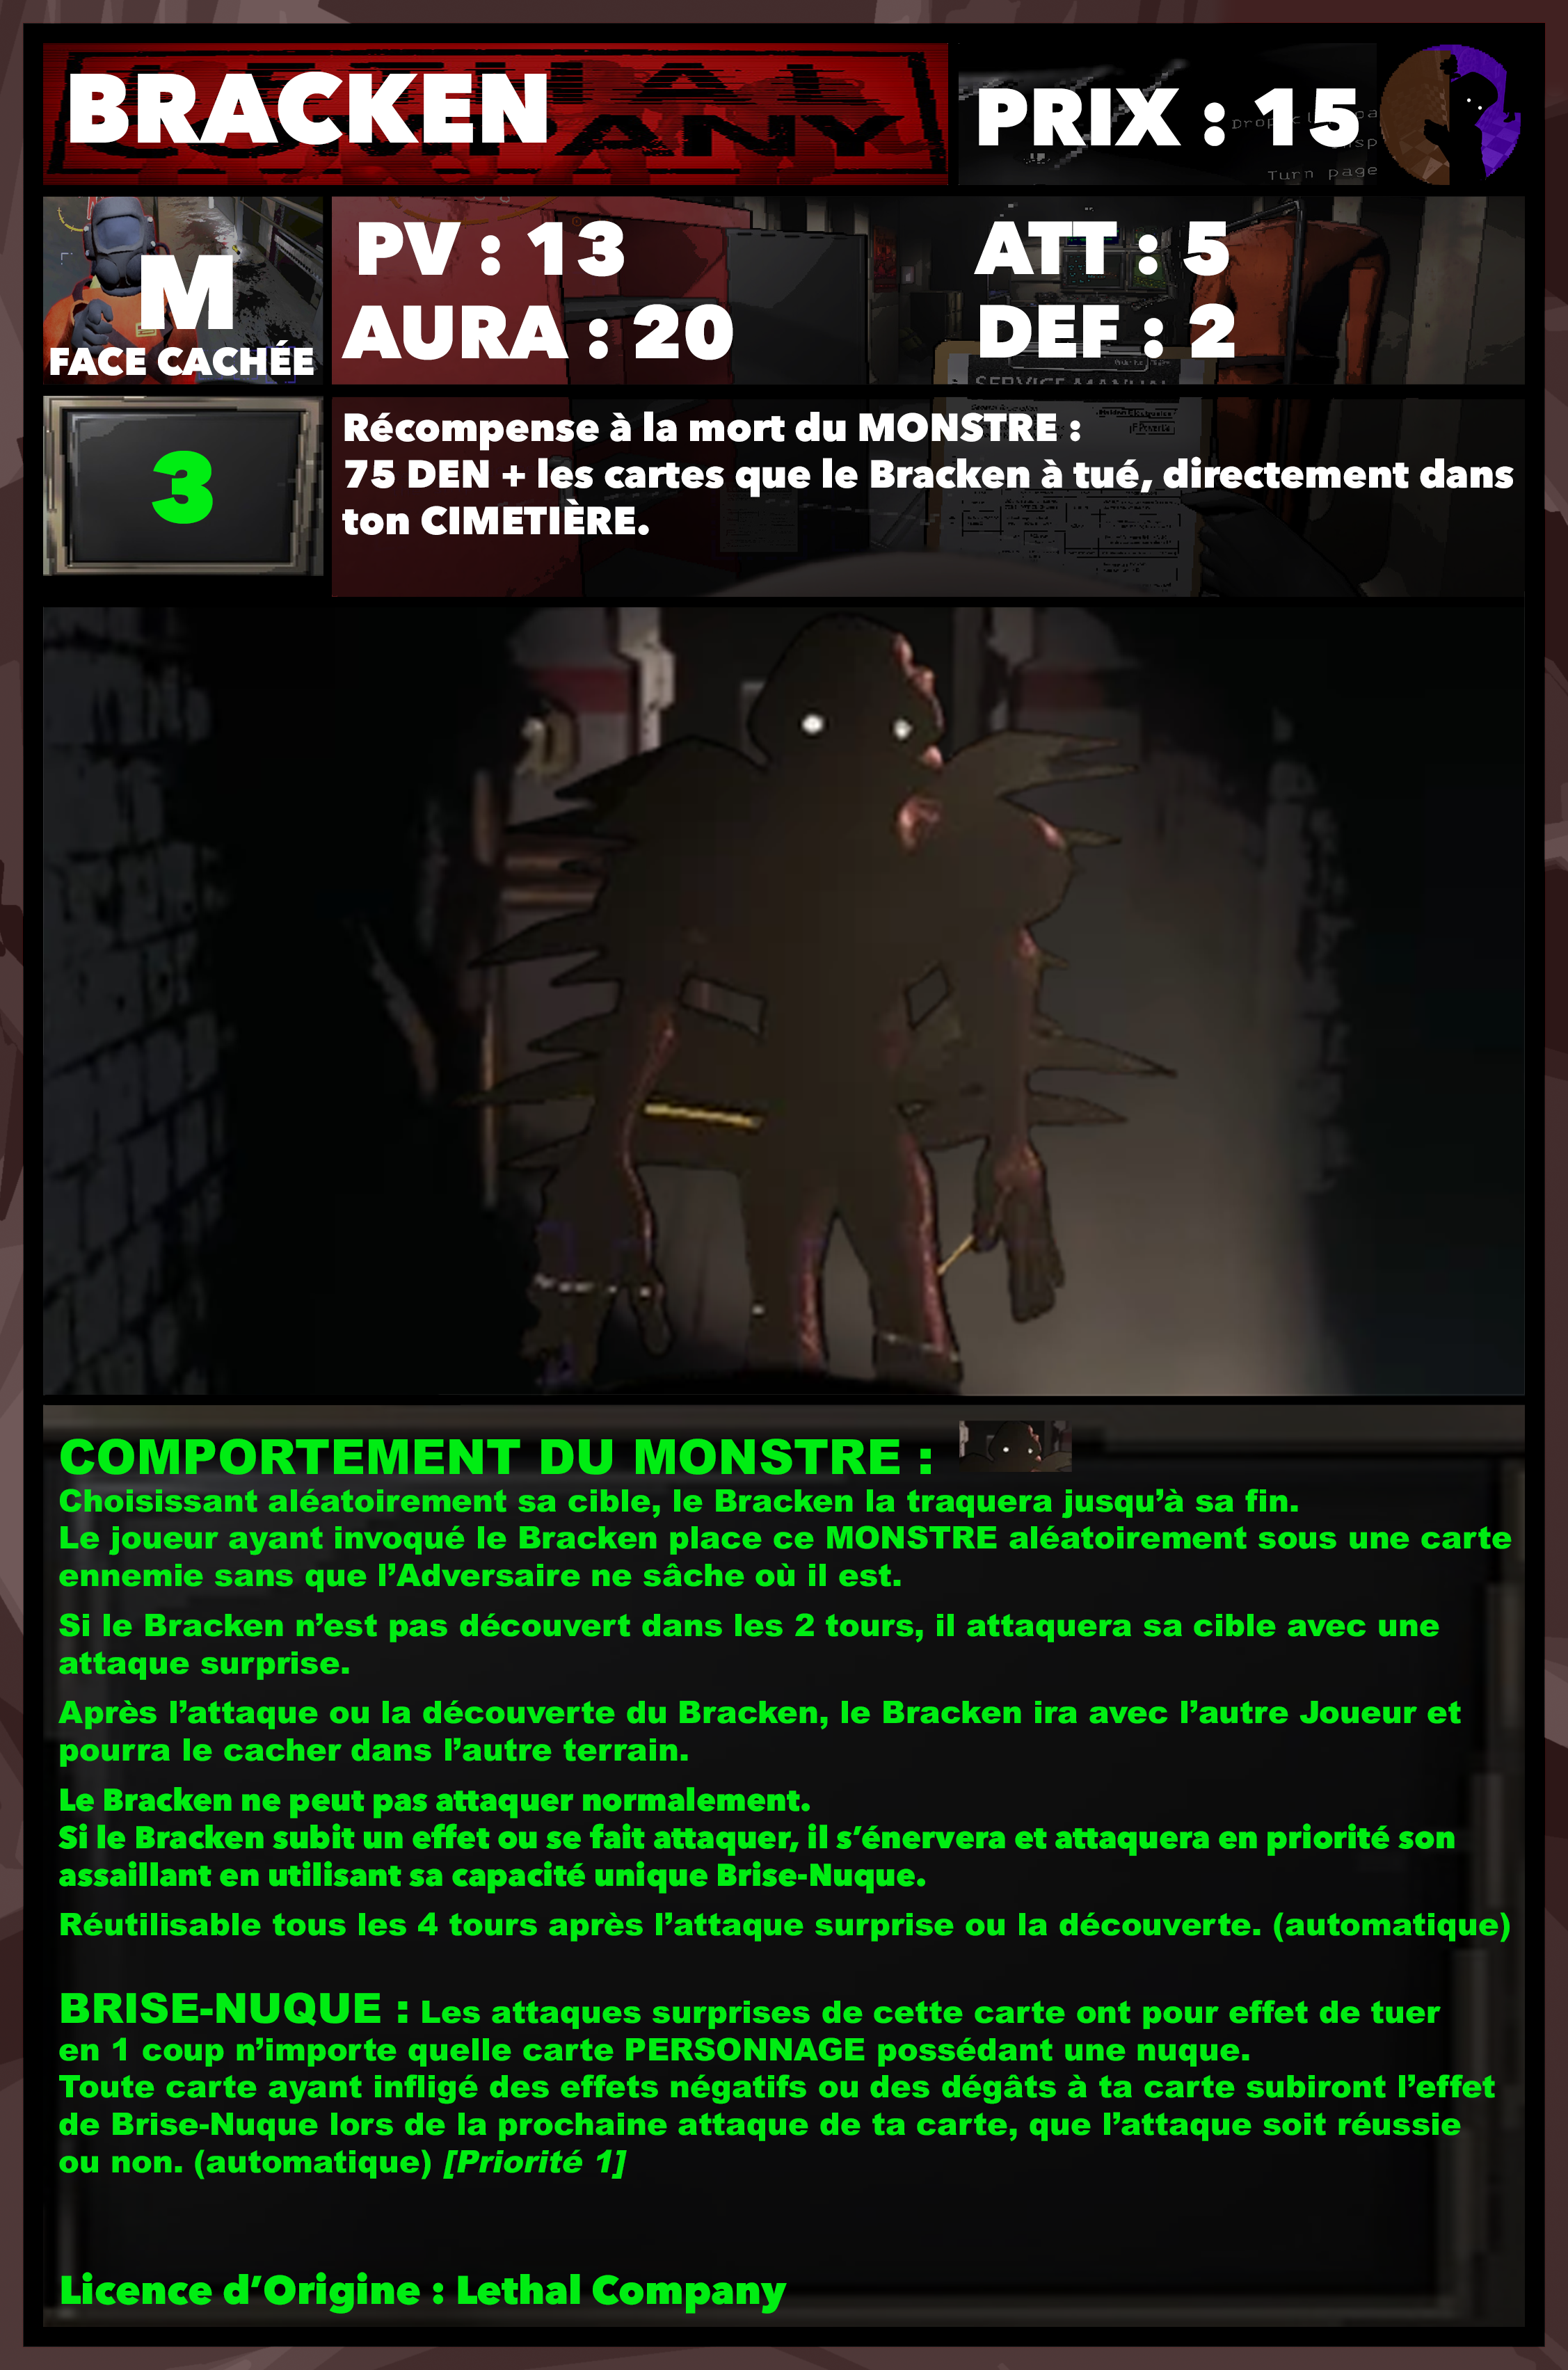 BRACKEN
PRIX : 15
Turn page
M
FACE CACHÉE
PV : 13
ATT : 5
AURA : 20
DEF : 2
SERVICE MANUAL
3
Récompense à la mort du MONSTRE :
75 DEN + les cartes que le Bracken à tué, directement dans
ton CIMETIÈRE.
COMPORTEMENT DU MONSTRE :
Choisissant aléatoirement sa cible, le Bracken la traquera jusqu’à sa fin.
Le joueur ayant invoqué le Bracken place ce MONSTRE aléatoirement sous une carte
ennemie sans que l’Adversaire ne sâche où il est.
Si le Bracken n’est pas découvert dans les 2 tours, il attaquera sa cible avec une
attaque surprise.
Après l’attaque ou la découverte du Bracken, le Bracken ira avec l’autre Joueur et
pourra le cacher dans l’autre terrain.
Le Bracken ne peut pas attaquer normalement.
Si le Bracken subit un effet ou se fait attaquer, il s’énervera et attaquera en priorité son
assaillant en utilisant sa capacité unique Brise-Nuque.
Réutilisable tous les 4 tours après l’attaque surprise ou la découverte. (automatique)
BRISE-NUQUE : Les attaques surprises de cette carte ont pour effet de tuer
en 1 coup n’importe quelle carte PERSONNAGE possédant une nuque.
Toute carte ayant infligé des effets négatifs ou des dégâts à ta carte subiront l’effet
de Brise-Nuque lors de la prochaine attaque de ta carte, que l’attaque soit réussie
ou non. (automatique) [Priorité 1]
Licence d’Origine : Lethal Company